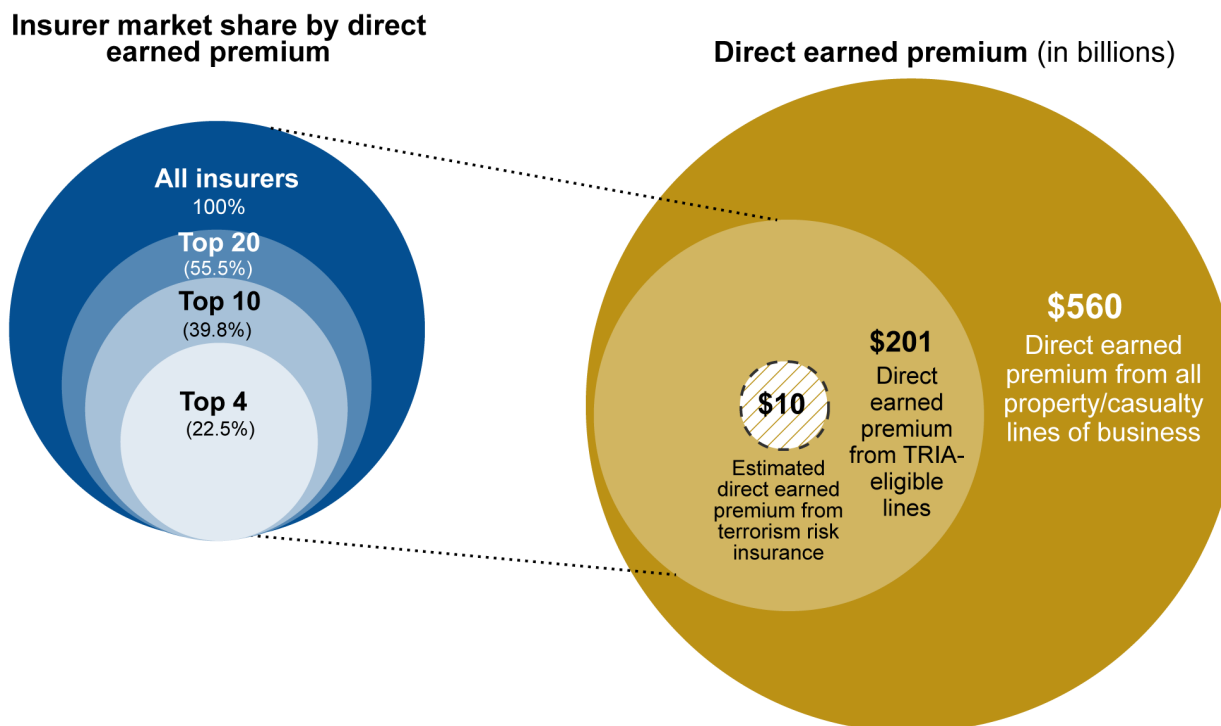 Insurer market share by direct
earned premium
All insurers
100%
Top 20
(55.5%)
Top 10
(39.8%)
Top 4
(22.5%)
Direct earned premium (in billions)
$10
Estimated
direct earned
premium from
terrorism risk
insurance
$201
Direct
earned
premium
from TRIA-
eligible
lines
$560
Direct earned
premium from all
property/casualty
lines of business